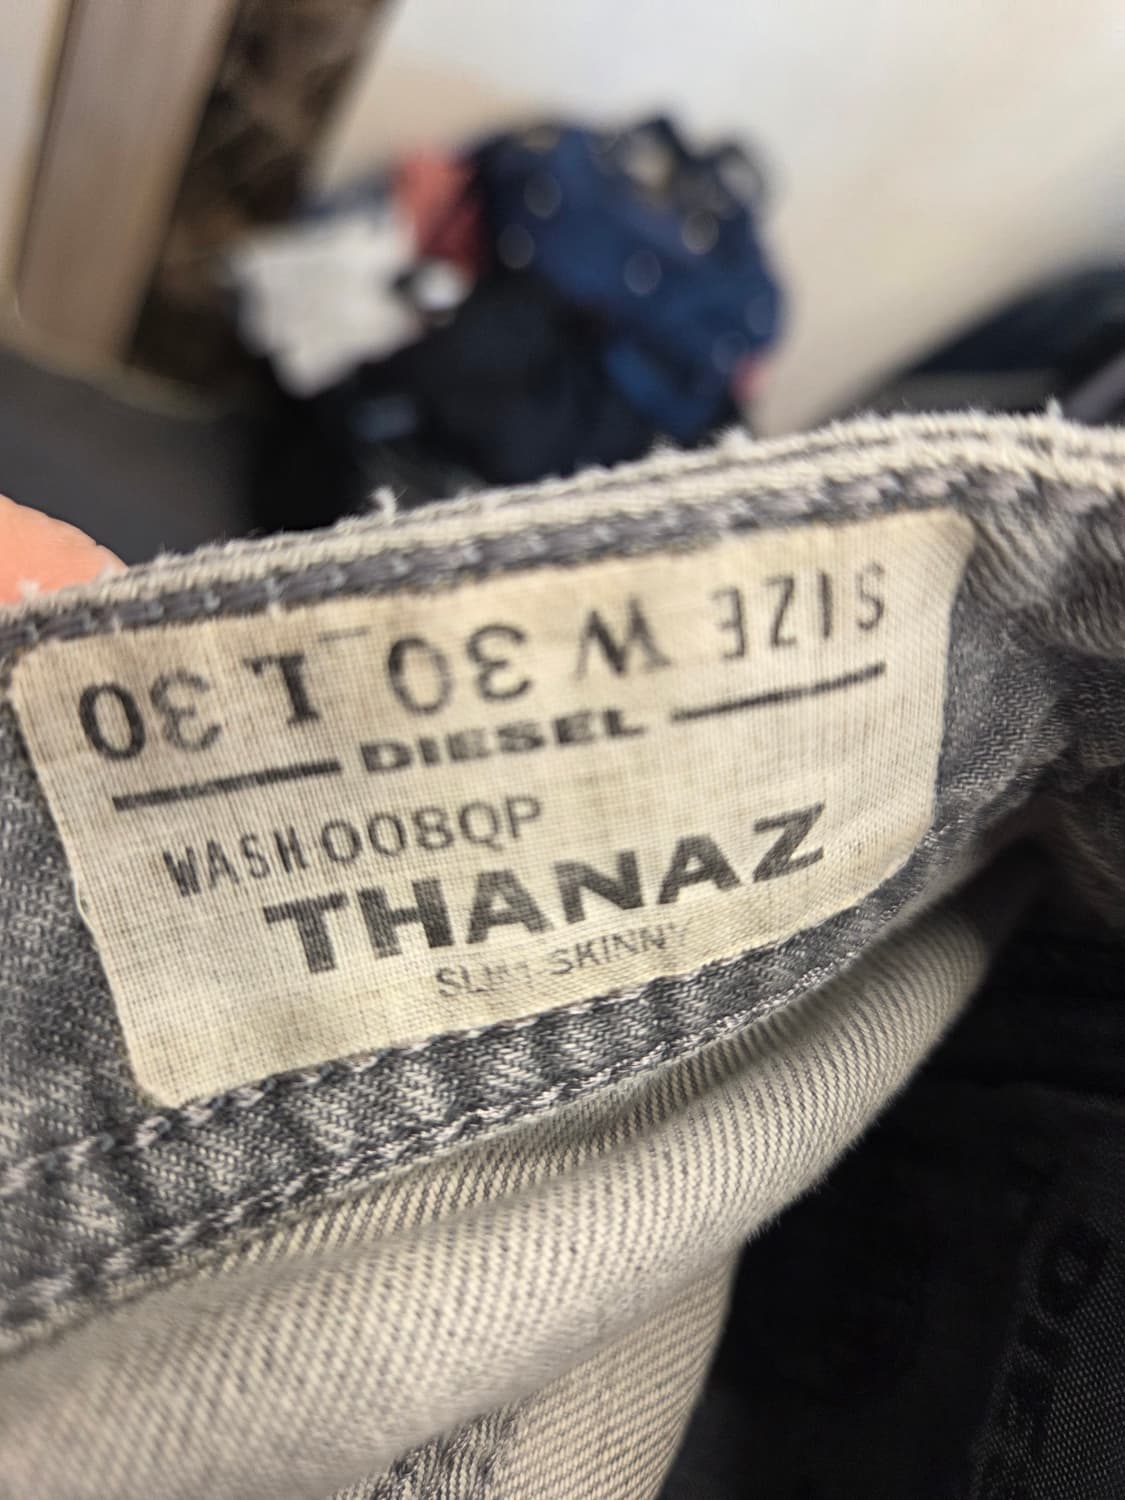 SIZE W 30 L 30
DIESEL
WASH 008QP
THANAZ
SLIM SKINNY